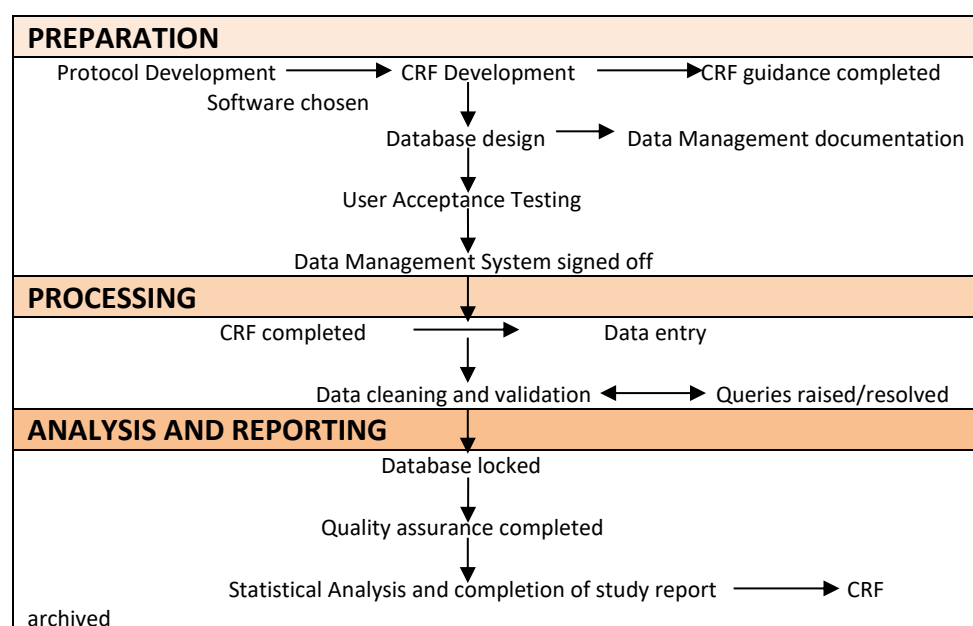 PREPARATION
Protocol Development CRF Development CRF guidance completed
Software chosen
Database design Data Management documentation
User Acceptance Testing
Data Management System signed off
PROCESSING
CRF completed Data entry
Data cleaning and validation Queries raised/resolved
ANALYSIS AND REPORTING
Database locked
Quality assurance completed
Statistical Analysis and completion of study report CRF
archived